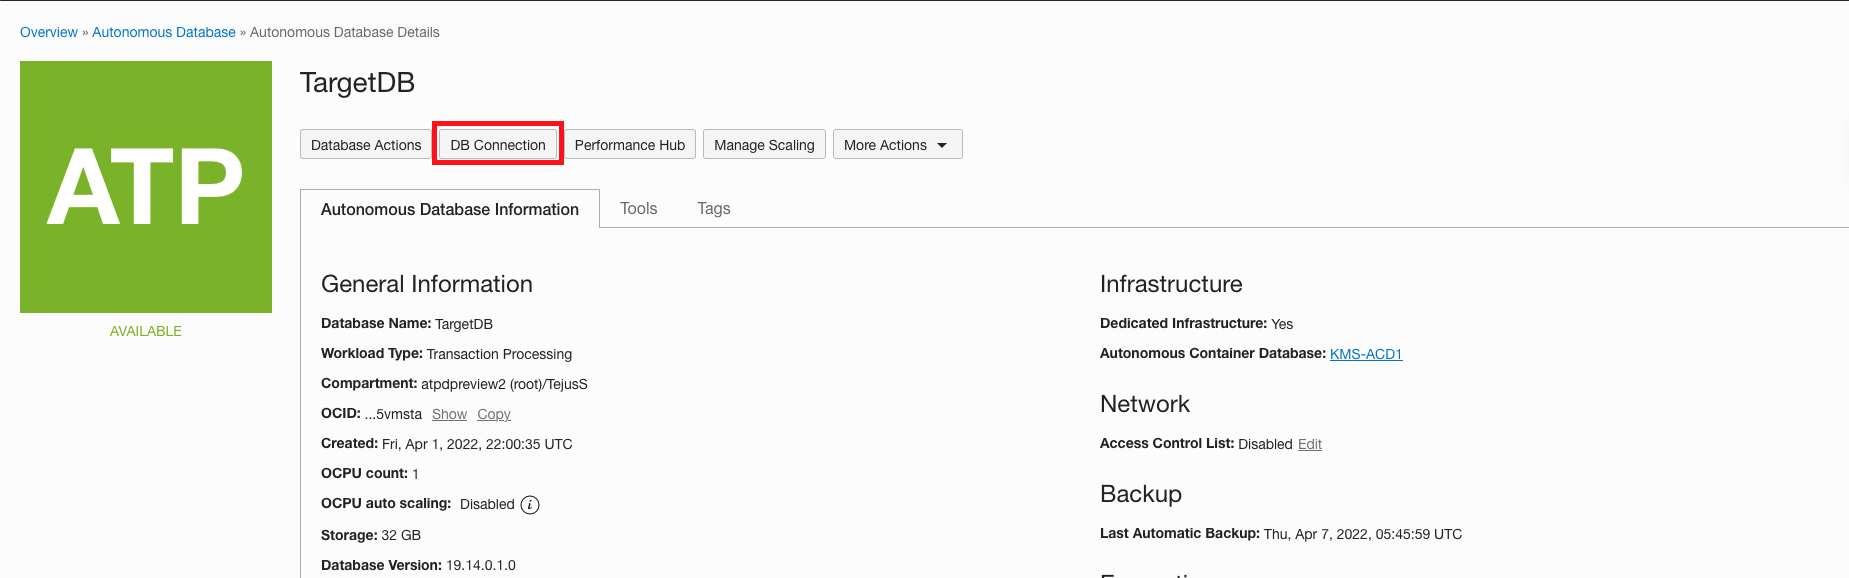 Overview » Autonomous Database » Autonomous Database Details
ATP
AVAILABLE
TargetDB
Database Actions DB Connection Performance Hub Manage Scaling More Actions
Autonomous Database Information Tools Tags
General Information
Database Name: TargetDB
Workload Type: Transaction Processing
Compartment: atpdpreview2 (root)/TejusS
OCID: ...5vmsta Show Copy
Created: Fri, Apr 1, 2022, 22:00:35 UTC
OCPU count: 1
OCPU auto scaling: Disabled i
Storage: 32 GB
Database Version: 19.14.0.1.0
Infrastructure
Dedicated Infrastructure: Yes
Autonomous Container Database: KMS-ACD1
Network
Access Control List: Disabled Edit
Backup
Last Automatic Backup: Thu, Apr 7, 2022, 05:45:59 UTC